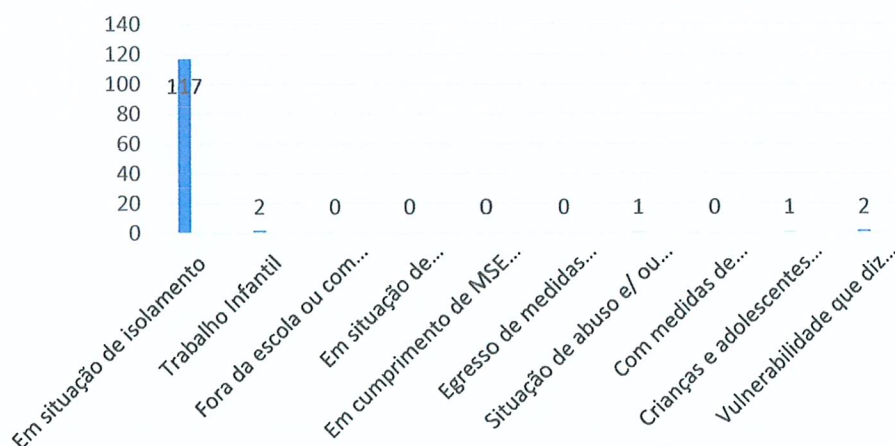 140
120
100
80
60
40
20
0
117
2
0
0
0
0
1
0
1
2
Em situação de isolamento
Trabalho Infantil
Fora da escola ou com...
Em situação de...
Em cumprimento de MSE...
Egresso de medidas...
Situação de abuso e/ ou...
Com medidas de...
Crianças e adolescentes...
Vulnerabilidade que diz...